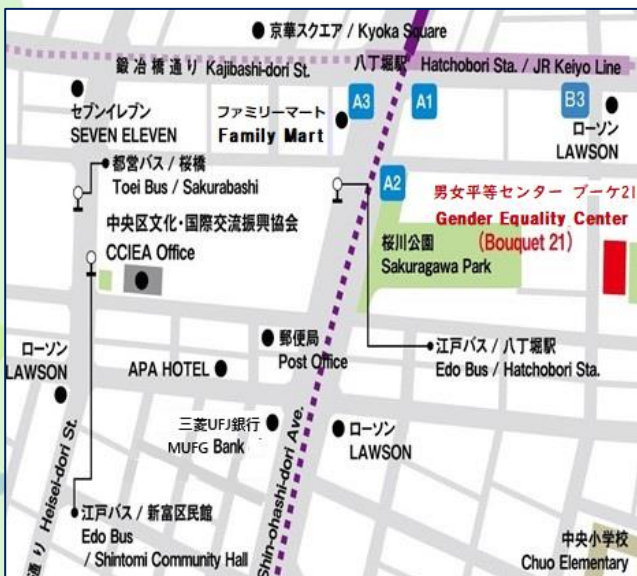 京華スクエア / Kyoka Square
鍛冶橋通り Kajibashi-dori St.
八丁堀駅 Hatchobori Sta. / JR Keiyo Line
セブンイレブン
SEVEN ELEVEN
ファミリーマート
Family Mart
A3
A1
B3
ローソン
LAWSON
都営バス / 桜橋
Toei Bus / Sakurabashi
A2
男女平等センター ブーケ21
Gender Equality Center
(Bouquet 21)
中央区文化・国際交流振興協会
CCIEA Office
桜川公園
Sakuragawa Park
ローソン
LAWSON
APA HOTEL
郵便局
Post Office
江戸バス / 八丁堀駅
Edo Bus / Hatchobori Sta.
三菱UFJ銀行
MUFG Bank
ローソン
LAWSON
通り Heisei-dori St.
Shin-ohashi-dori Ave.
江戸バス / 新富区民館
Edo Bus
/ Shintomi Community Hall
中央小学校
Chuo Elementary